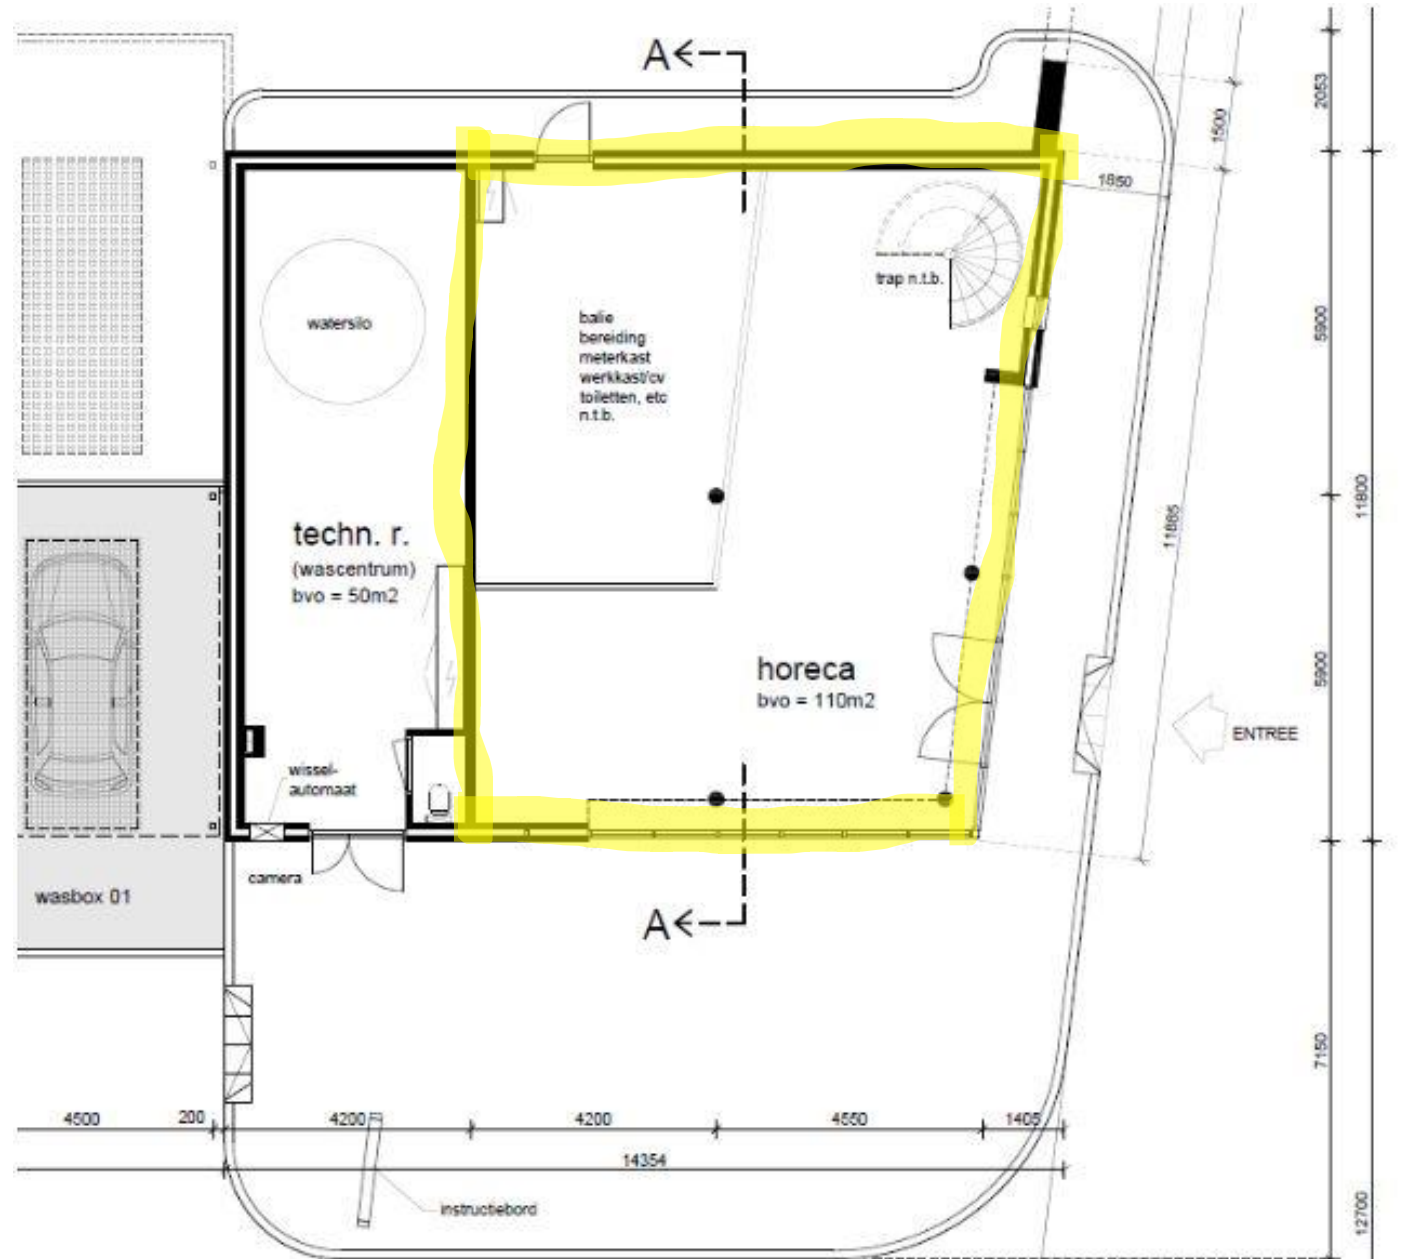 A
2053
1500
1850
trap n.t.b.
watersilo
balie
bereiding
meterkast
werkkast/cv
toiletten, etc
n.t.b.
5900
11800
11885
techn. r.
(wascentrum)
bvo = 50m2
horeca
bvo = 110m2
5900
ENTREE
wissel-
automaat
camera
wasbox 01
A
7150
4500
200
4200
4200
4550
1405
14354
instructiebord
12700